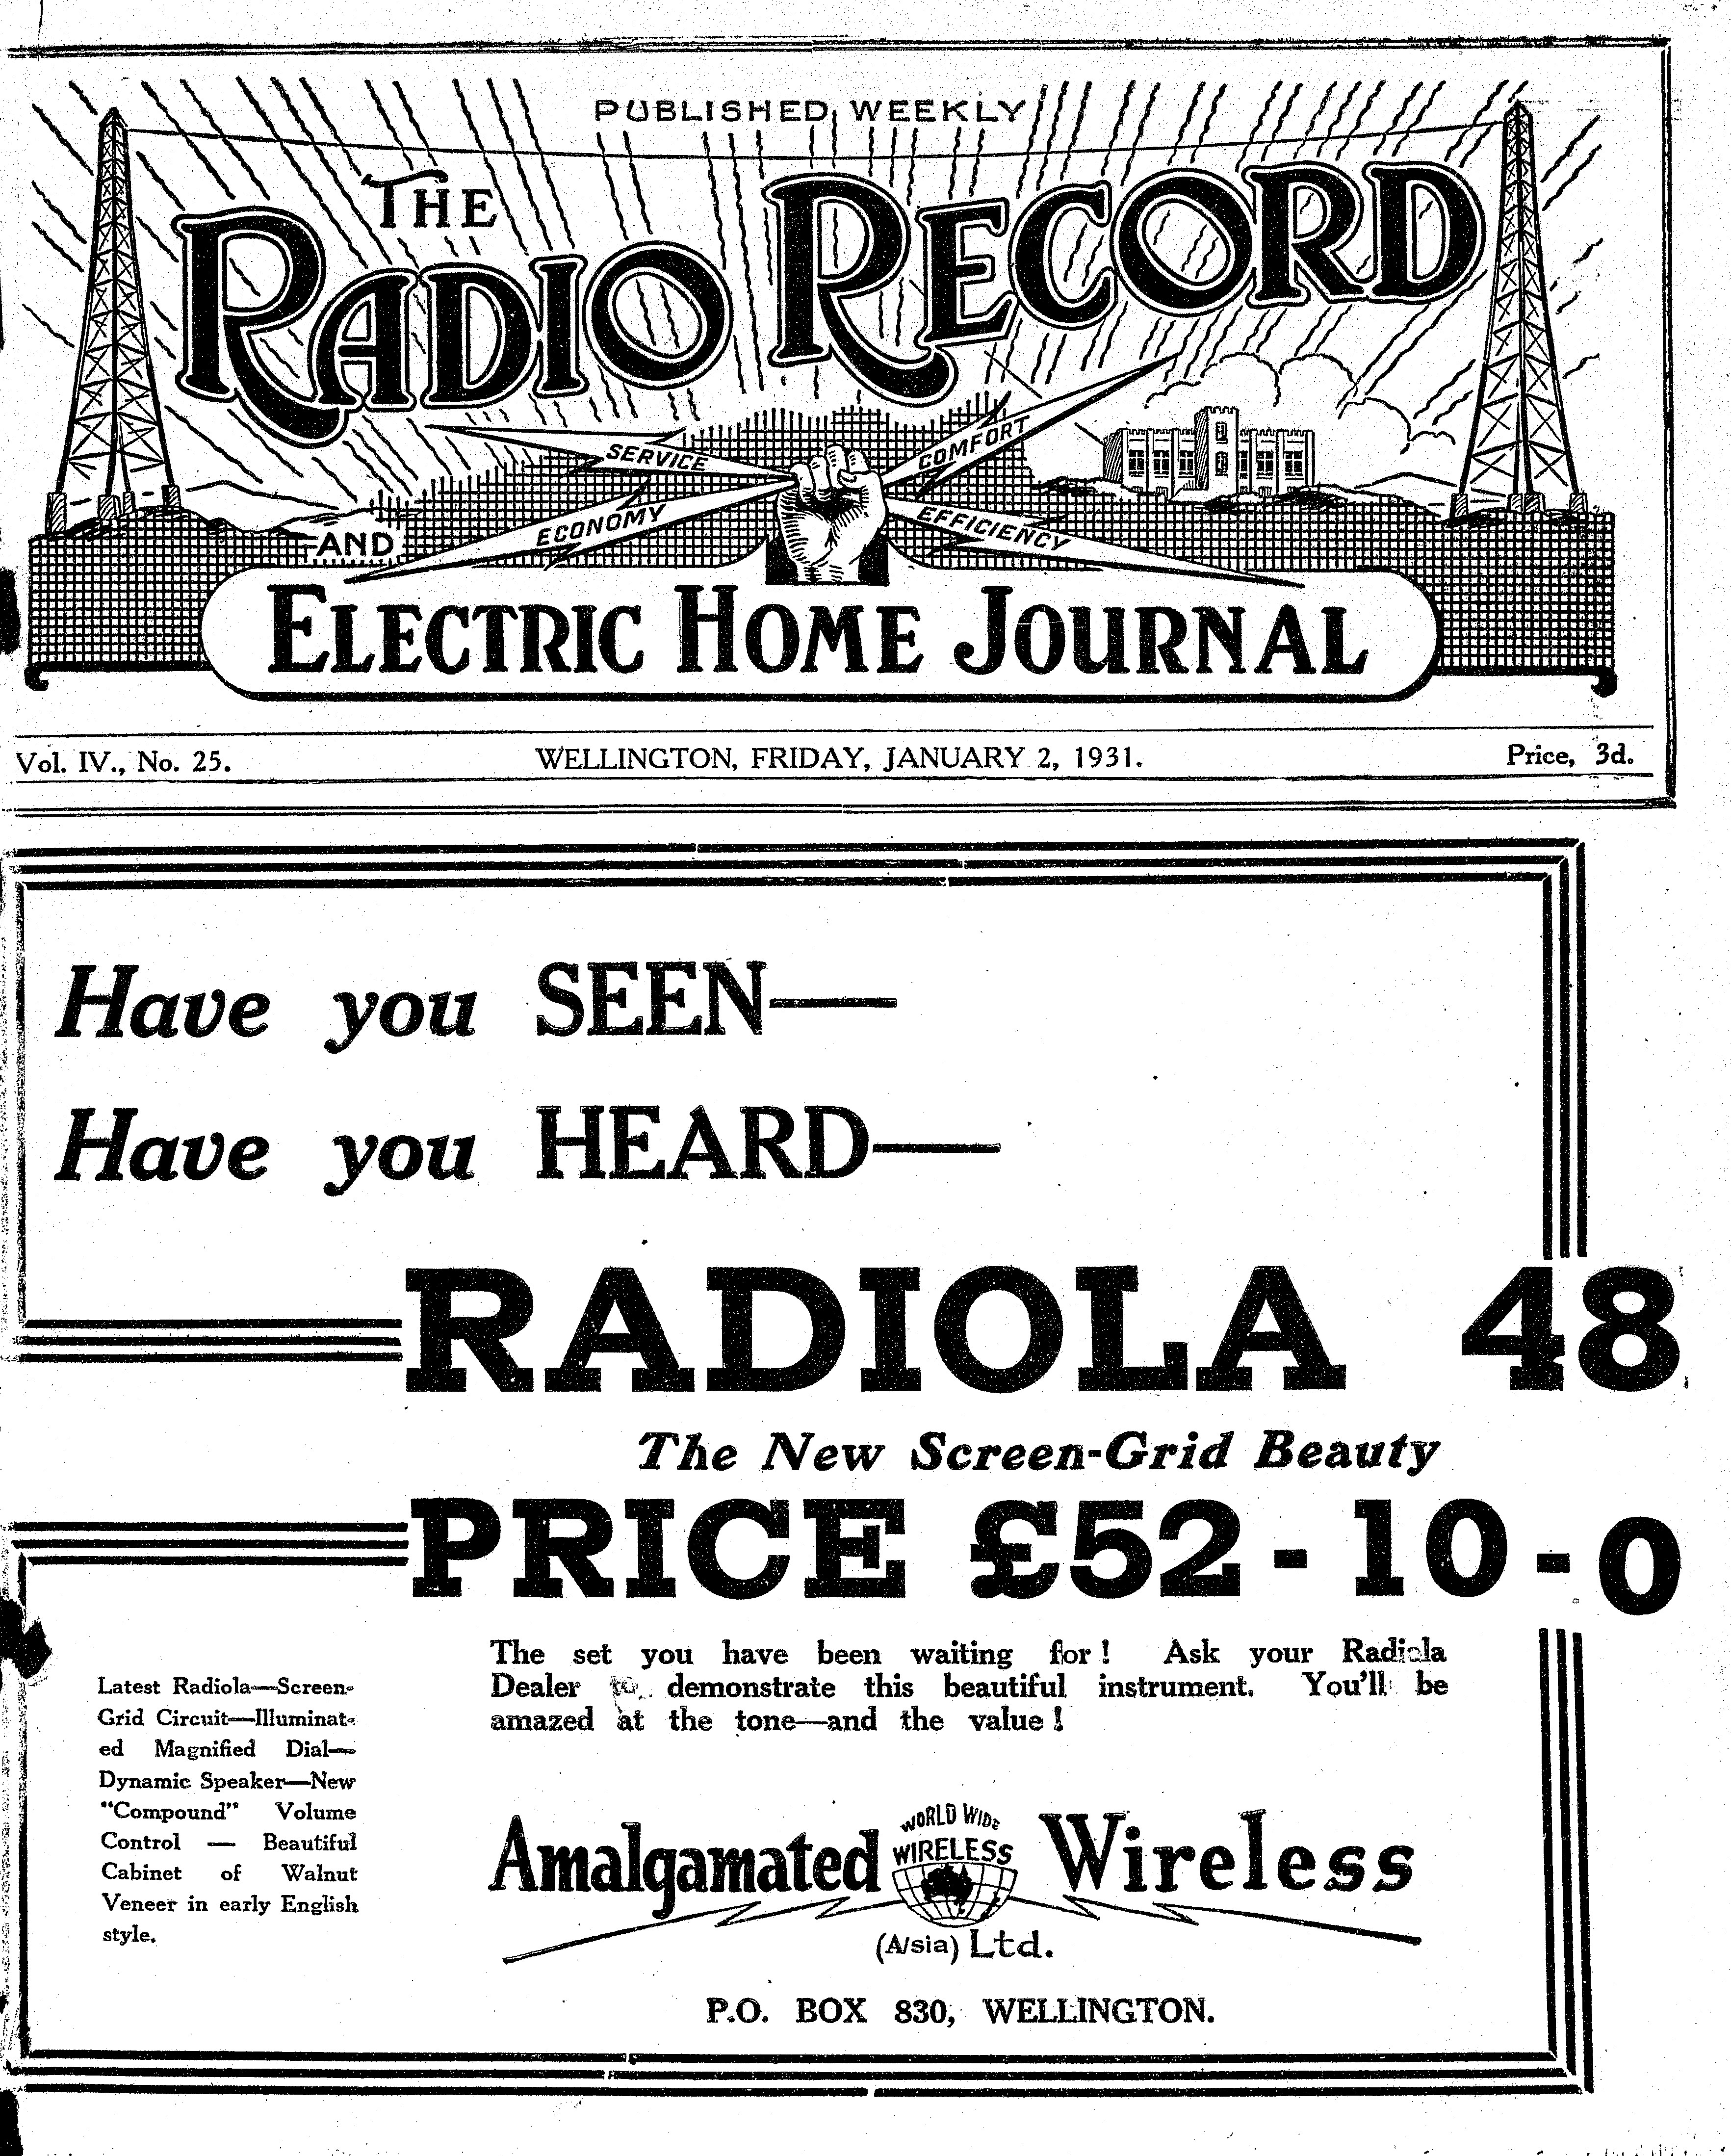 PUBLISHED WEEKLY
THE
RADIO RECORD
SERVICE
COMFORT
ECONOMY
EFFICIENCY
AND
ELECTRIC HOME JOURNAL
Vol. IV., No. 25.
WELLINGTON, FRIDAY, JANUARY 2, 1931.
Price, 3d.
Have you SEEN—
Have you HEARD—
RADIOLA 48
The New Screen-Grid Beauty
PRICE £52-10-0
The set you have been waiting for! Ask your Radiola
Dealer to demonstrate this beautiful instrument. You'll be
amazed at the tone—and the value!
Latest Radiola—Screen-
Grid Circuit—Illuminat-
ed Magnified Dial—
Dynamic Speaker—New
"Compound" Volume
Control — Beautiful
Cabinet of Walnut
Veneer in early English
style.
Amalgamated Wireless
WORLD WIDE
WIRELESS
(A/sia) Ltd.
P.O. BOX 830, WELLINGTON.